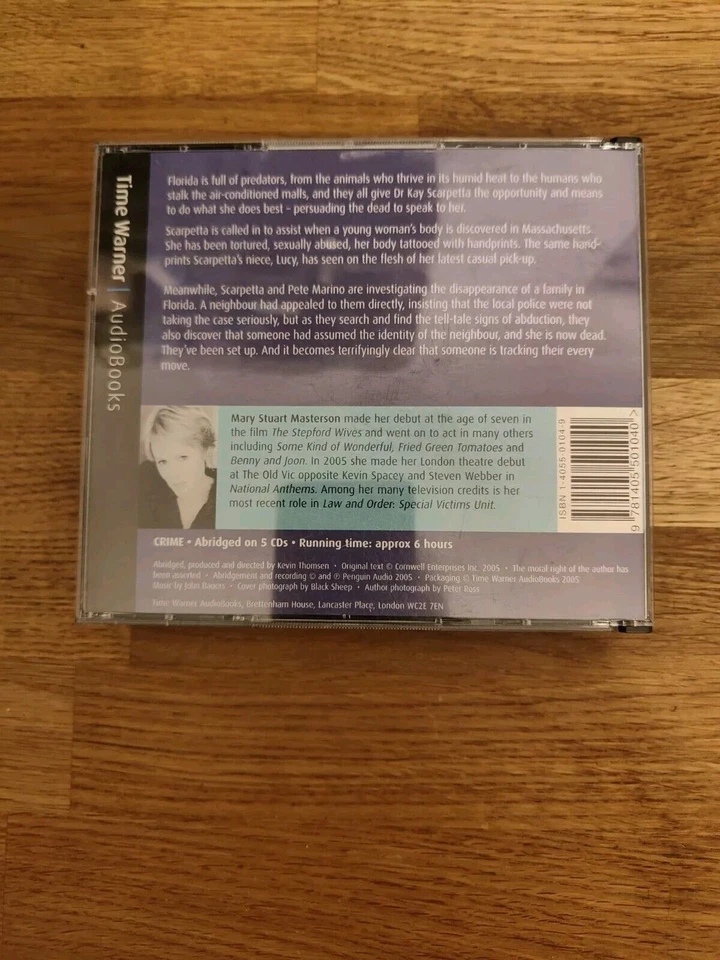 Time Warner | AudioBooks
Florida is full of predators, from the animals who thrive in its humid heat to the humans who
stalk the air-conditioned malls, and they all give Dr Kay Scarpetta the opportunity and means
to do what she does best – persuading the dead to speak to her.
Scarpetta is called in to assist when a young woman's body is discovered in Massachusetts.
She has been tortured, sexually abused, her body tattooed with handprints. The same hand-
prints Scarpetta's niece, Lucy, has seen on the flesh of her latest casual pick-up.
Meanwhile, Scarpetta and Pete Marino are investigating the disappearance of a family in
Florida. A neighbour had appealed to them directly, insisting that the local police were not
taking the case seriously, but as they search and find the tell-tale signs of abduction, they
also discover that someone had assumed the identity of the neighbour, and she is now dead.
They've been set up. And it becomes terrifyingly clear that someone is tracking their every
move.
Mary Stuart Masterson made her debut at the age of seven in
the film The Stepford Wives and went on to act in many others
including Some Kind of Wonderful, Fried Green Tomatoes and
Benny and Joon. In 2005 she made her London theatre debut
at The Old Vic opposite Kevin Spacey and Steven Webber in
National Anthems. Among her many television credits is her
most recent role in Law and Order: Special Victims Unit.
ISBN 1-4055-0104-9
9 781405 501040 >
CRIME • Abridged on 5 CDs • Running time: approx 6 hours
Abridged, produced and directed by Kevin Thomsen • Original text © Cornwell Enterprises Inc. 2005 • The moral right of the author has
been asserted • Abridgement and recording © and ℗ Penguin Audio 2005 • Packaging © Time Warner AudioBooks 2005
Music by John • Cover photograph by Black Sheep • Author photograph by Peter Ross
Time Warner AudioBooks, Brettenham House, Lancaster Place, London WC2E 7EN